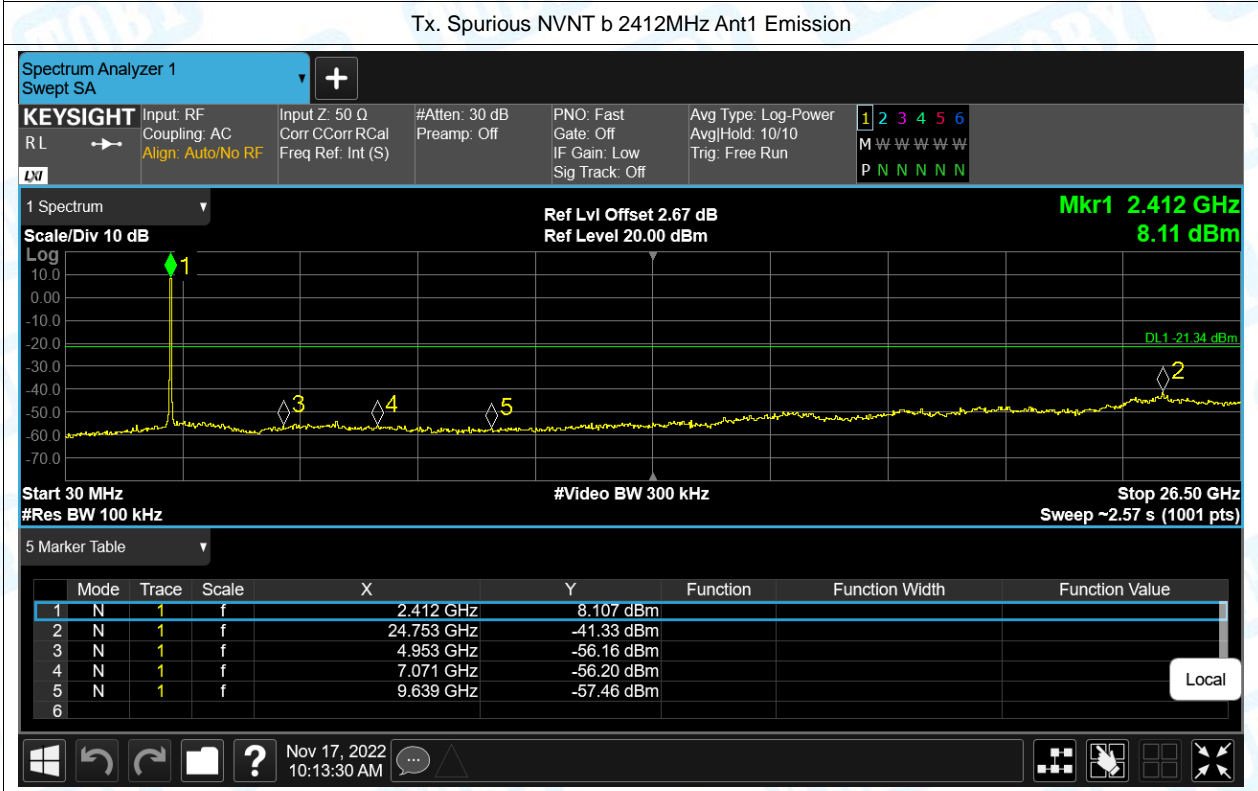 Tx. Spurious NVNT b 2412MHz Ant1 Emission
Spectrum Analyzer 1
Swept SA
KEYSIGHT Input: RF Input Z: 50 Ω #Atten: 30 dB PNO: Fast Avg Type: Log-Power 1 2 3 4 5 6
R L Coupling: AC Corr CCorr RCal Preamp: Off Gate: Off Avg|Hold: 10/10 M W W W W W
Align: Auto/No RF Freq Ref: Int (S) IF Gain: Low Trig: Free Run
LXI Sig Track: Off P N N N N N
1 Spectrum Ref Lvl Offset 2.67 dB Mkr1 2.412 GHz
Scale/Div 10 dB Ref Level 20.00 dBm 8.11 dBm
Log
10.0
0.00
-10.0
-20.0
-30.0
-40.0
-50.0
-60.0
-70.0
1
DL1 -21.34 dBm
2
3
4
5
Start 30 MHz #Video BW 300 kHz Stop 26.50 GHz
#Res BW 100 kHz Sweep ~2.57 s (1001 pts)
5 Marker Table
Mode Trace Scale X Y Function Function Width Function Value
1 N 1 f 2.412 GHz 8.107 dBm
2 N 1 f 24.753 GHz -41.33 dBm
3 N 1 f 4.953 GHz -56.16 dBm
4 N 1 f 7.071 GHz -56.20 dBm
5 N 1 f 9.639 GHz -57.46 dBm
6
Local
? Nov 17, 2022
10:13:30 AM